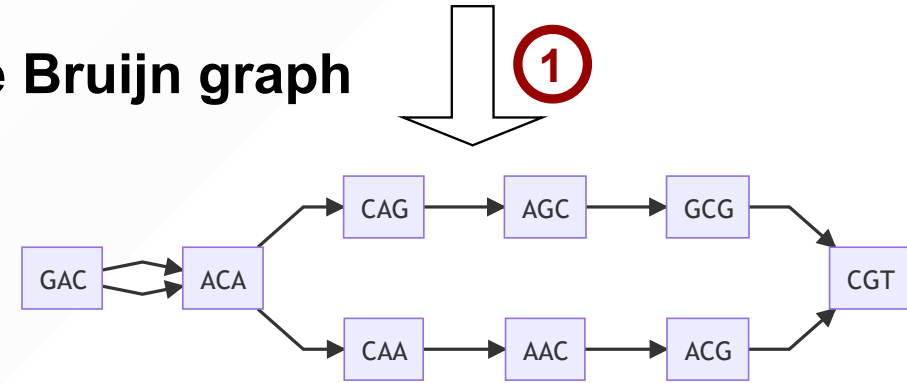 e Bruijn graph
1
CAG AGC GCG
GAC ACA CGT
CAA AAC ACG